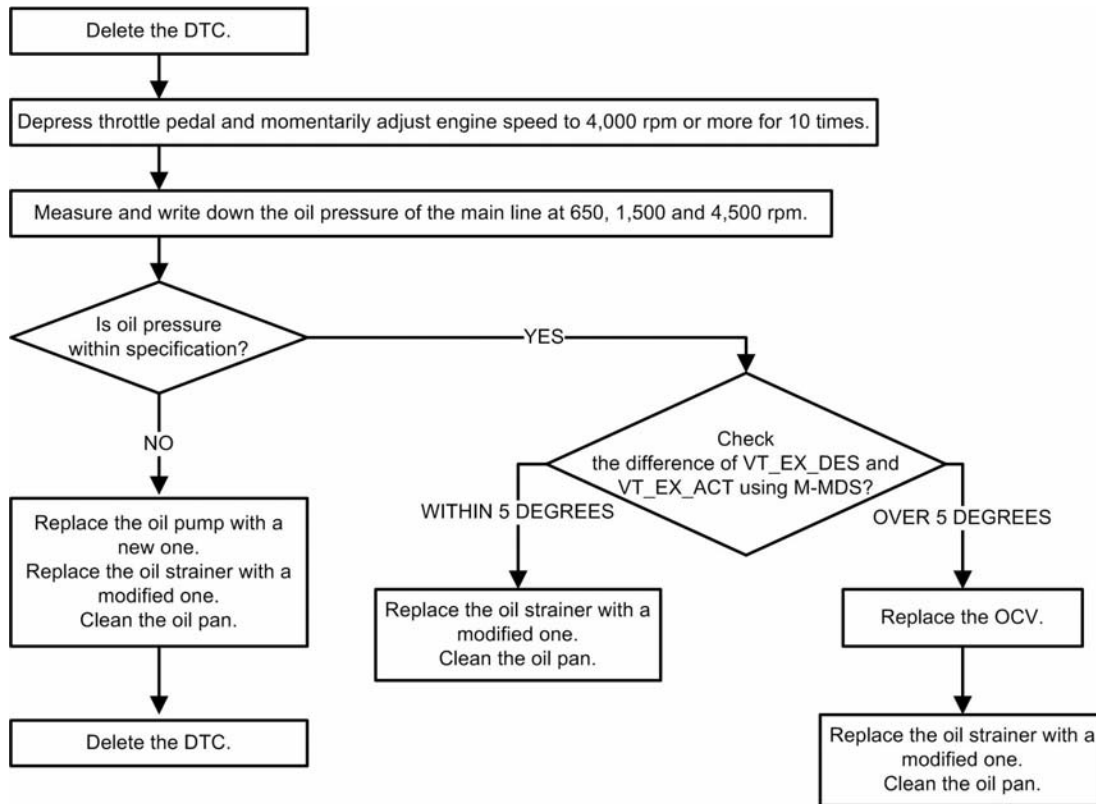 Delete the DTC.
Depress throttle pedal and momentarily adjust engine speed to 4,000 rpm or more for 10 times.
Measure and write down the oil pressure of the main line at 650, 1,500 and 4,500 rpm.
Is oil pressure
within specification?
YES
NO
Check
the difference of VT_EX_DES and
VT_EX_ACT using M-MDS?
WITHIN 5 DEGREES
OVER 5 DEGREES
Replace the oil pump with a
new one.
Replace the oil strainer with a
modified one.
Clean the oil pan.
Replace the oil strainer with a
modified one.
Clean the oil pan.
Replace the OCV.
Delete the DTC.
Replace the oil strainer with a
modified one.
Clean the oil pan.